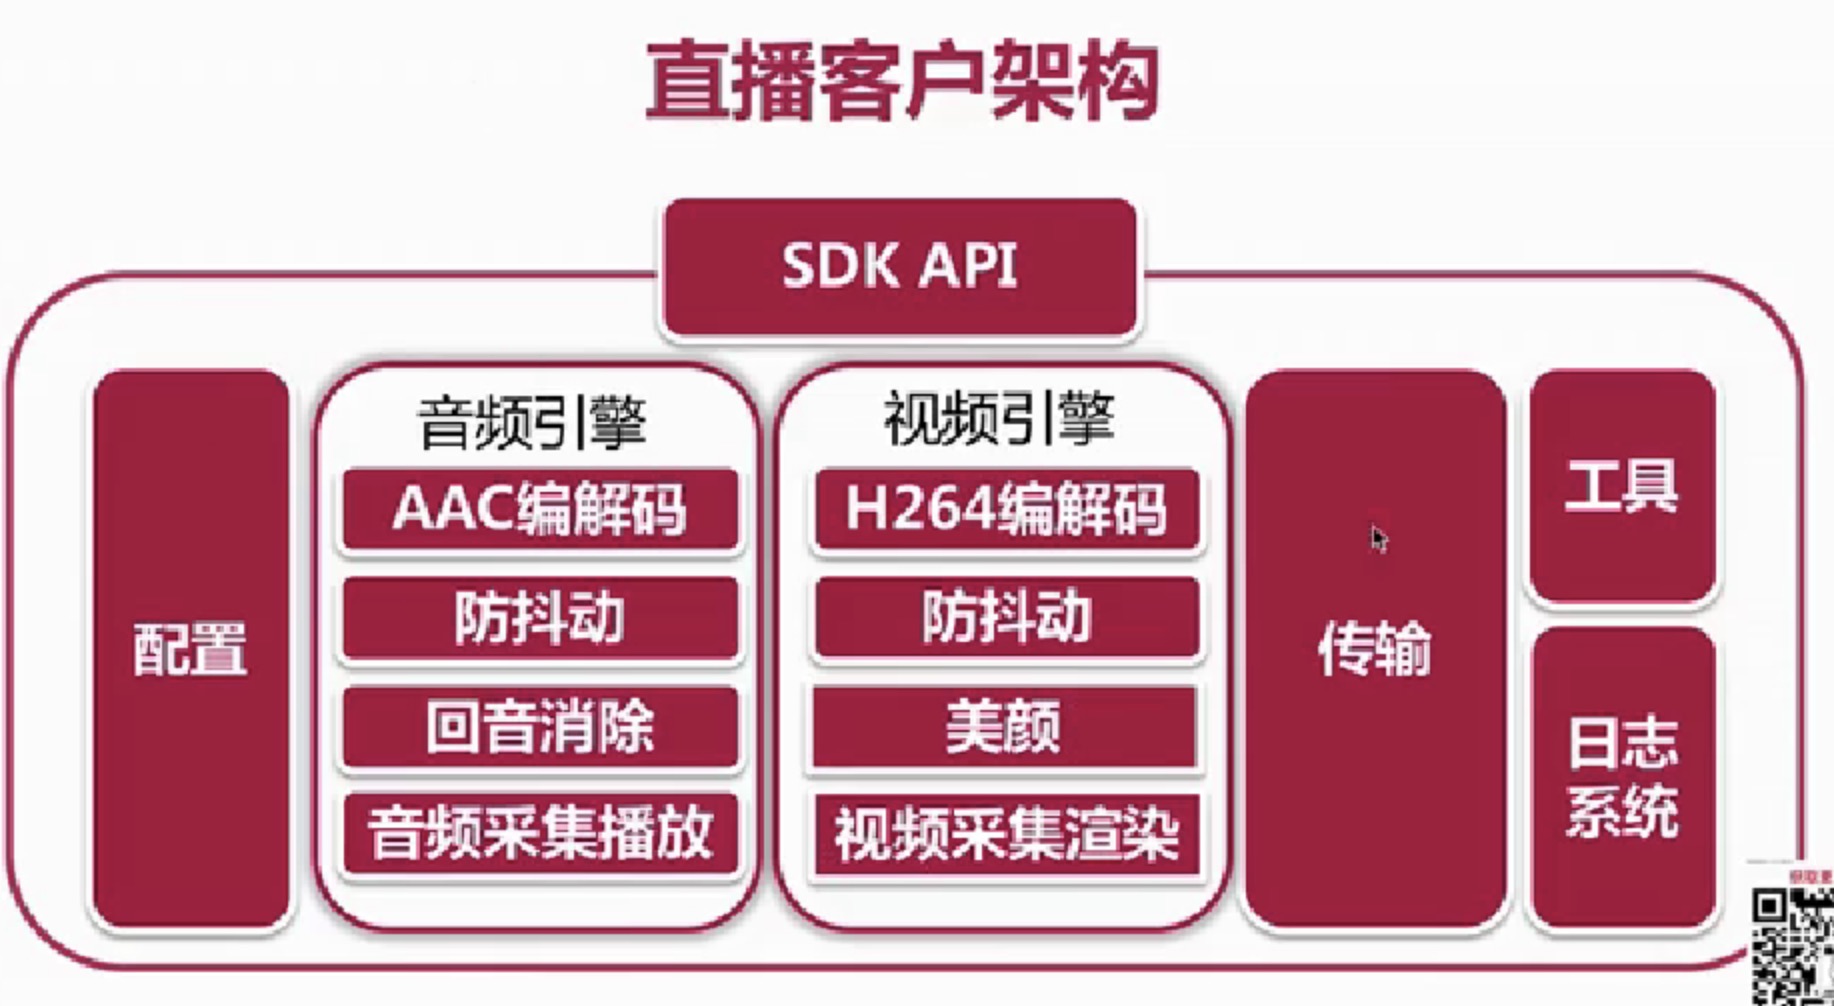 直播客户架构
SDK API
配置
音频引擎
AAC编解码
防抖动
回音消除
音频采集播放
视频引擎
H264编解码
防抖动
美颜
视频采集渲染
传输
工具
日志
系统